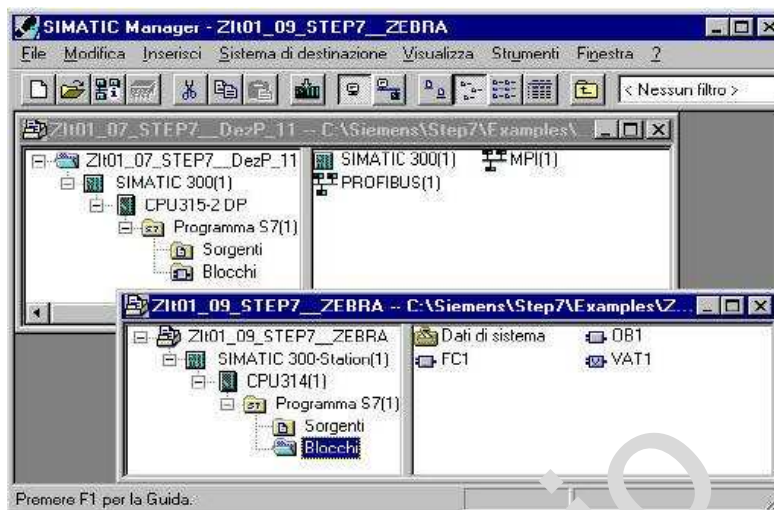 SIMATIC Manager - ZIt01_09_STEP7__ZEBRA
File Modifica Inserisci Sistema di destinazione Visualizza Strumenti Finestra ?
< Nessun filtro >
ZIt01_07_STEP7__DezP_11 -- C:\Siemens\Step7\Examples\
ZIt01_07_STEP7__DezP_11
SIMATIC 300(1)
CPU315-2 DP
Programma S7(1)
Sorgenti
Blocchi
SIMATIC 300(1) MPI(1)
PROFIBUS(1)
ZIt01_09_STEP7__ZEBRA -- C:\Siemens\Step7\Examples\Z...
ZIt01_09_STEP7__ZEBRA
SIMATIC 300-Station(1)
CPU314(1)
Programma S7(1)
Sorgenti
Blocchi
Dati di sistema OB1
FC1 VAT1
Premere F1 per la Guida.